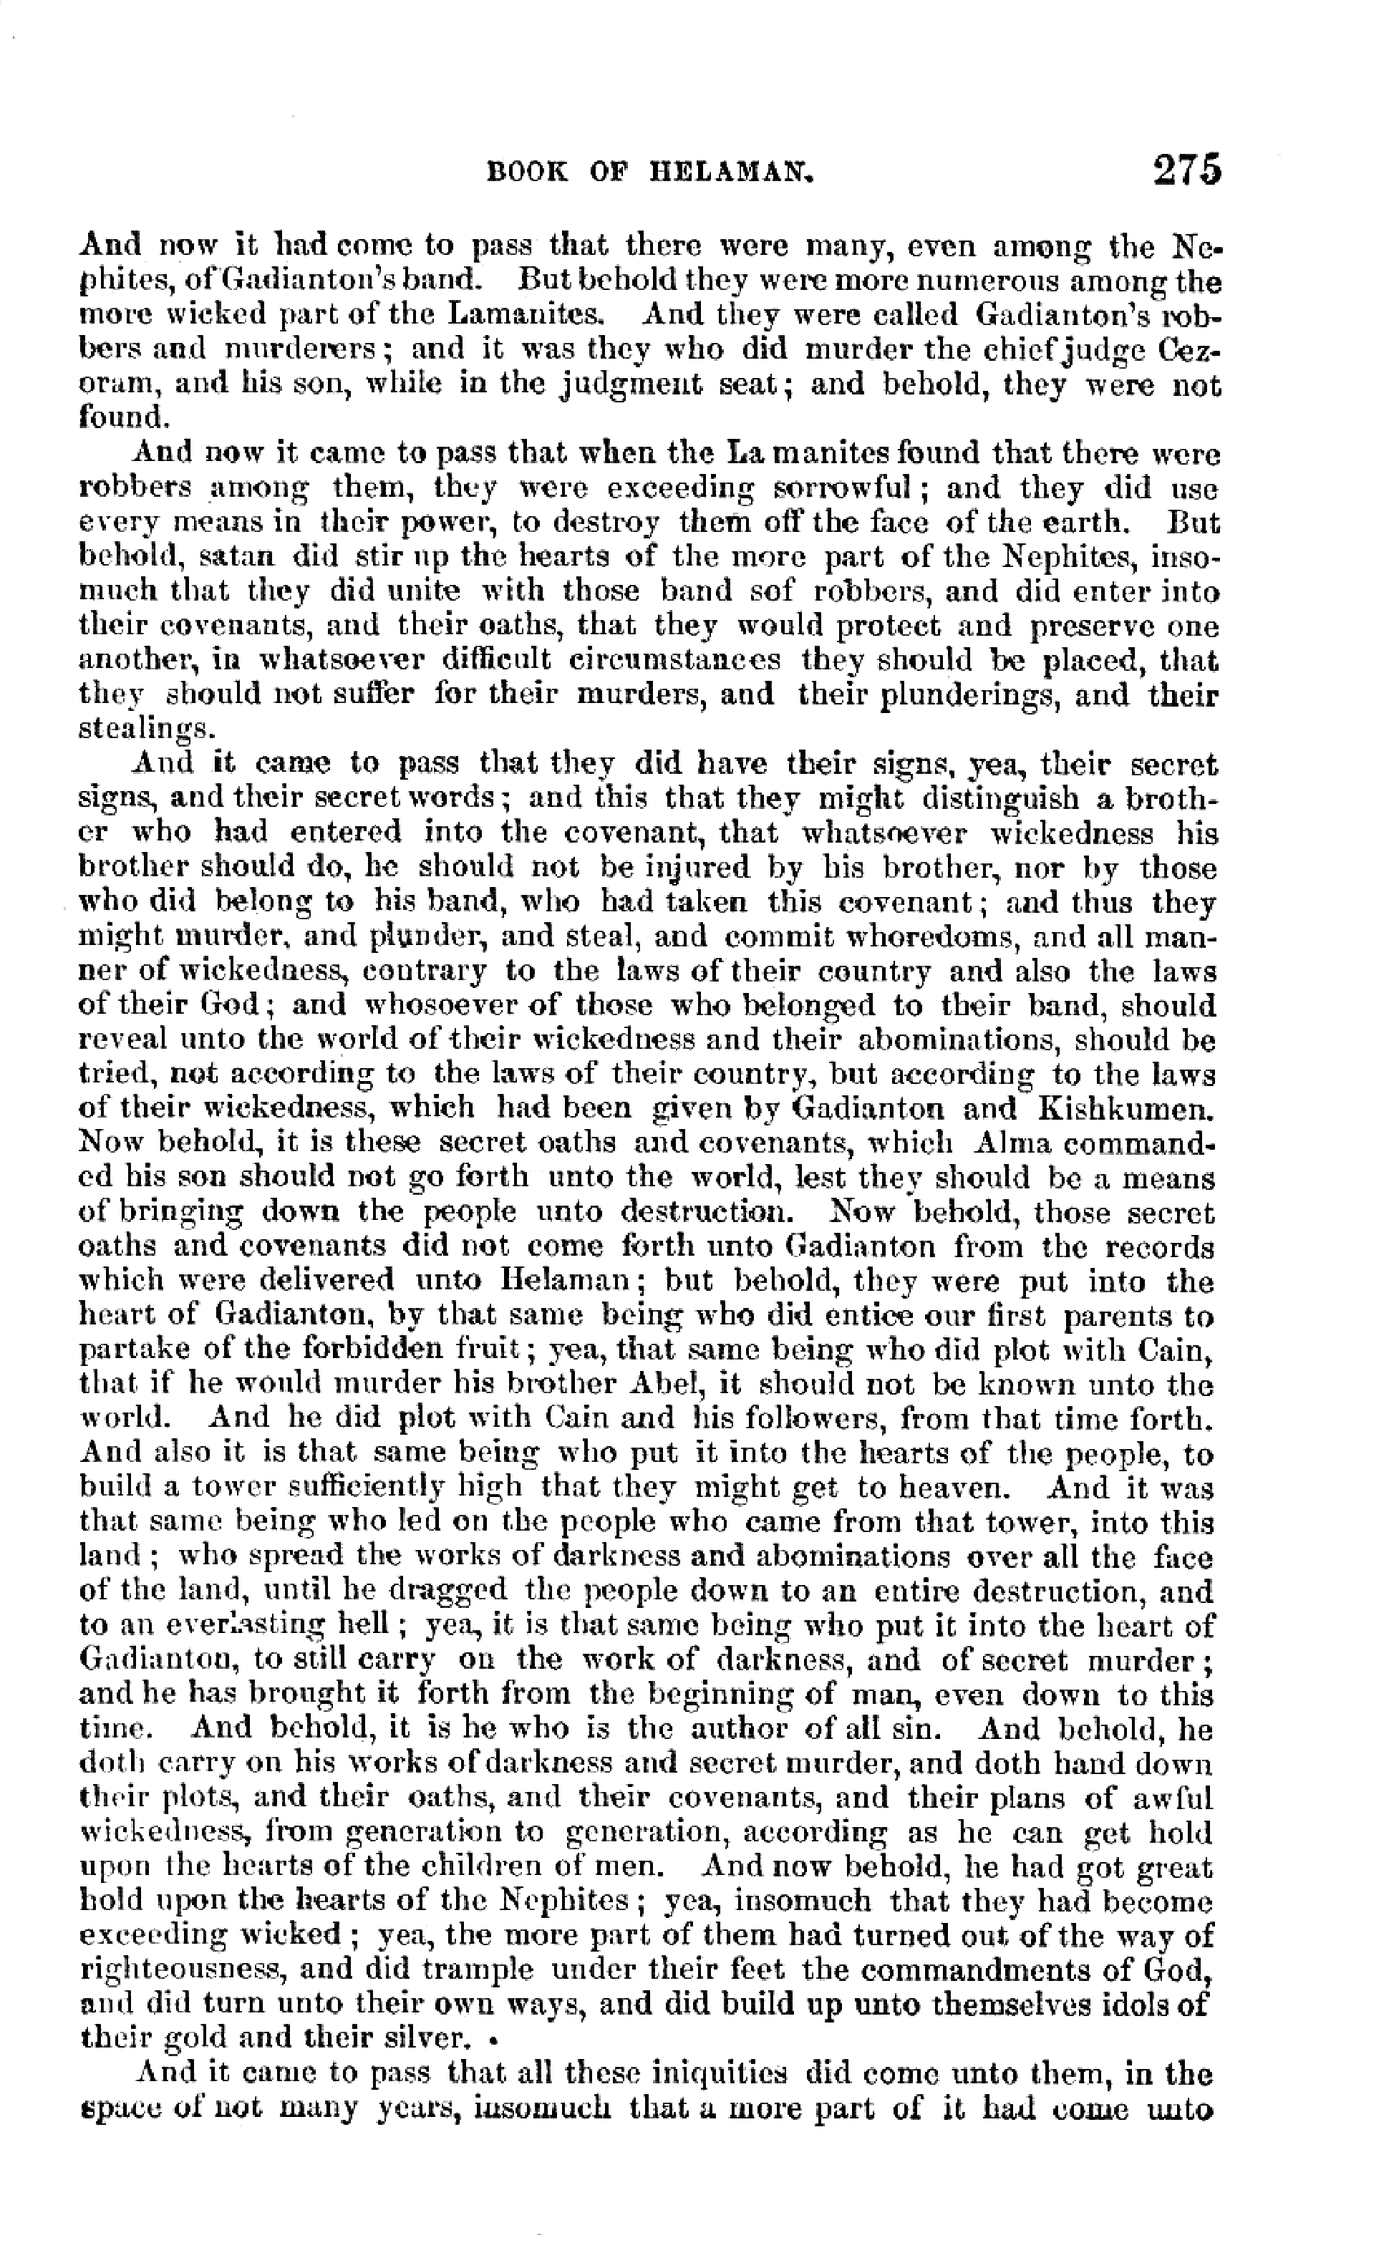 BOOK OF HELAMAN. 275
And now it had come to pass that there were many, even among the Ne-
phites, of Gadianton's band. But behold they were more numerous among the
more wicked part of the Lamanites. And they were called Gadianton's rob-
bers and murderers; and it was they who did murder the chief judge Cez-
oram, and his son, while in the judgment seat; and behold, they were not
found.
And now it came to pass that when the La manites found that there were
robbers among them, they were exceeding sorrowful; and they did use
every means in their power, to destroy them off the face of the earth. But
behold, satan did stir up the hearts of the more part of the Nephites, inso-
much that they did unite with those band sof robbers, and did enter into
their covenants, and their oaths, that they would protect and preserve one
another, in whatsoever difficult circumstances they should be placed, that
they should not suffer for their murders, and their plunderings, and their
stealings.
And it came to pass that they did have their signs, yea, their secret
signs, and their secret words; and this that they might distinguish a broth-
er who had entered into the covenant, that whatsoever wickedness his
brother should do, he should not be injured by his brother, nor by those
who did belong to his band, who had taken this covenant; and thus they
might murder, and plunder, and steal, and commit whoredoms, and all man-
ner of wickedness, contrary to the laws of their country and also the laws
of their God; and whosoever of those who belonged to their band, should
reveal unto the world of their wickedness and their abominations, should be
tried, not according to the laws of their country, but according to the laws
of their wickedness, which had been given by Gadianton and Kishkumen.
Now behold, it is these secret oaths and covenants, which Alma command-
ed his son should not go forth unto the world, lest they should be a means
of bringing down the people unto destruction. Now behold, those secret
oaths and covenants did not come forth unto Gadianton from the records
which were delivered unto Helaman; but behold, they were put into the
heart of Gadianton, by that same being who did entice our first parents to
partake of the forbidden fruit; yea, that same being who did plot with Cain,
that if he would murder his brother Abel, it should not be known unto the
world. And he did plot with Cain and his followers, from that time forth.
And also it is that same being who put it into the hearts of the people, to
build a tower sufficiently high that they might get to heaven. And it was
that same being who led on the people who came from that tower, into this
land; who spread the works of darkness and abominations over all the face
of the land, until he dragged the people down to an entire destruction, and
to an everlasting hell; yea, it is that same being who put it into the heart of
Gadianton, to still carry on the work of darkness, and of secret murder;
and he has brought it forth from the beginning of man, even down to this
time. And behold, it is he who is the author of all sin. And behold, he
doth carry on his works of darkness and secret murder, and doth hand down
their plots, and their oaths, and their covenants, and their plans of awful
wickedness, from generation to generation, according as he can get hold
upon the hearts of the children of men. And now behold, he had got great
hold upon the hearts of the Nephites; yea, insomuch that they had become
exceeding wicked; yea, the more part of them had turned out of the way of
righteousness, and did trample under their feet the commandments of God,
and did turn unto their own ways, and did build up unto themselves idols of
their gold and their silver.
And it came to pass that all these iniquities did come unto them, in the
space of not many years, insomuch that a more part of it had come unto